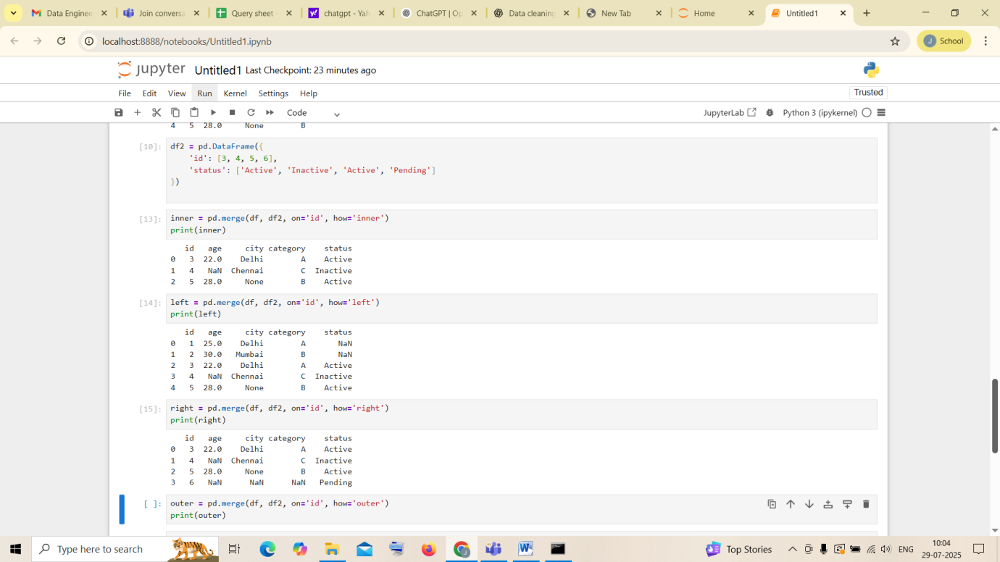 Data Enginee
Join conversa
Query sheet -
chatgpt - Yah
ChatGPT | Op
Data cleaning
New Tab
Home
Untitled1
localhost:8888/notebooks/Untitled1.ipynb
J School
jupyter Untitled1 Last Checkpoint: 23 minutes ago
File Edit View Run Kernel Settings Help
Trusted
Code
JupyterLab Python 3 (ipykernel)
4 5 28.0 None B
[10]: df2 = pd.DataFrame({
'id': [3, 4, 5, 6],
'status': ['Active', 'Inactive', 'Active', 'Pending']
})
[13]: inner = pd.merge(df, df2, on='id', how='inner')
print(inner)
id age city category status
0 3 22.0 Delhi A Active
1 4 NaN Chennai C Inactive
2 5 28.0 None B Active
[14]: left = pd.merge(df, df2, on='id', how='left')
print(left)
id age city category status
0 1 25.0 Delhi A NaN
1 2 30.0 Mumbai B NaN
2 3 22.0 Delhi A Active
3 4 NaN Chennai C Inactive
4 5 28.0 None B Active
[15]: right = pd.merge(df, df2, on='id', how='right')
print(right)
id age city category status
0 3 22.0 Delhi A Active
1 4 NaN Chennai C Inactive
2 5 28.0 None B Active
3 6 NaN NaN NaN Pending
[ ]: outer = pd.merge(df, df2, on='id', how='outer')
print(outer)
Type here to search
Top Stories
ENG
10:04
29-07-2025